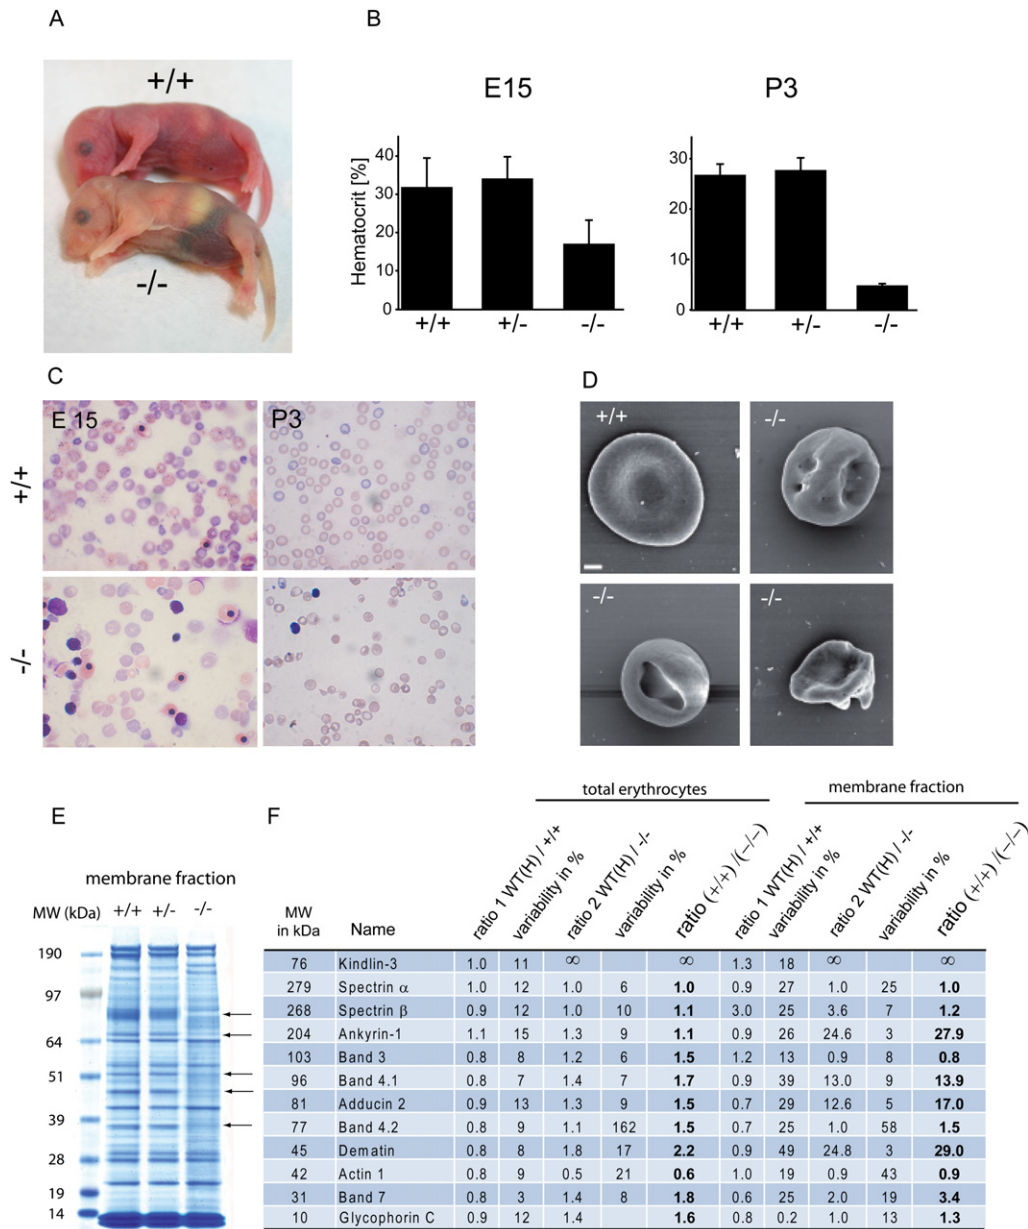 A
+/+
-/-
B
E15
P3
Hematocrit [%]
40
30
20
10
0
+/+
+/-
-/-
30
20
10
0
+/+
+/-
-/-
C
E 15
P3
+/+
-/-
D
+/+
-/-
-/-
-/-
E
membrane fraction
MW (kDa)
+/+
+/-
-/-
190
97
64
51
39
28
19
14
F
total erythrocytes
membrane fraction
MW in kDa
Name
ratio 1 WT(H) / +/+
variability in %
ratio 2 WT(H) / -/-
variability in %
ratio (+/+) /(−/−)
ratio 1 WT(H) / +/+
variability in %
ratio 2 WT(H) / -/-
variability in %
ratio (+/+) /(−/−)
76 Kindlin-3 1.0 11 ∞ ∞ 1.3 18 ∞ ∞
279 Spectrin α 1.0 12 1.0 6 1.0 0.9 27 1.0 25 1.0
268 Spectrin β 0.9 12 1.0 10 1.1 3.0 25 3.6 7 1.2
204 Ankyrin-1 1.1 15 1.3 9 1.1 0.9 26 24.6 3 27.9
103 Band 3 0.8 8 1.2 6 1.5 1.2 13 0.9 8 0.8
96 Band 4.1 0.8 7 1.4 7 1.7 0.9 39 13.0 9 13.9
81 Adducin 2 0.9 13 1.3 9 1.5 0.7 29 12.6 5 17.0
77 Band 4.2 0.8 9 1.1 162 1.5 0.7 25 1.0 58 1.5
45 Dematin 0.8 8 1.8 17 2.2 0.9 49 24.8 3 29.0
42 Actin 1 0.8 9 0.5 21 0.6 1.0 19 0.9 43 0.9
31 Band 7 0.8 3 1.4 8 1.8 0.6 25 2.0 19 3.4
10 Glycophorin C 0.9 12 1.4 1.6 0.8 0.2 1.0 13 1.3